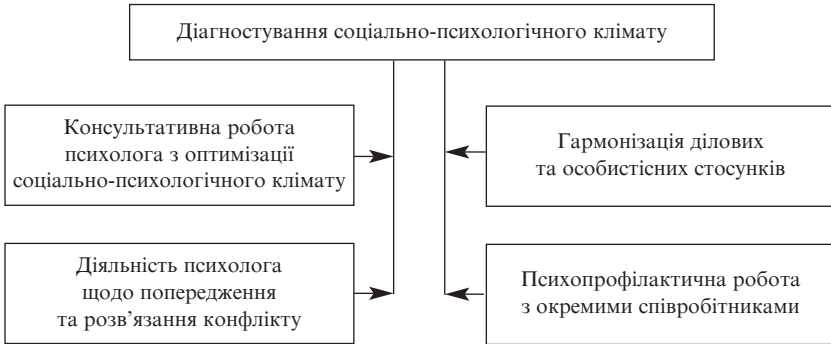 Діагностування соціально-психологічного клімату
Консультативна робота
психолога з оптимізації
соціально-психологічного клімату
Гармонізація ділових
та особистісних стосунків
Діяльність психолога
щодо попередження
та розв'язання конфлікту
Психопрофілактична робота
з окремими співробітниками